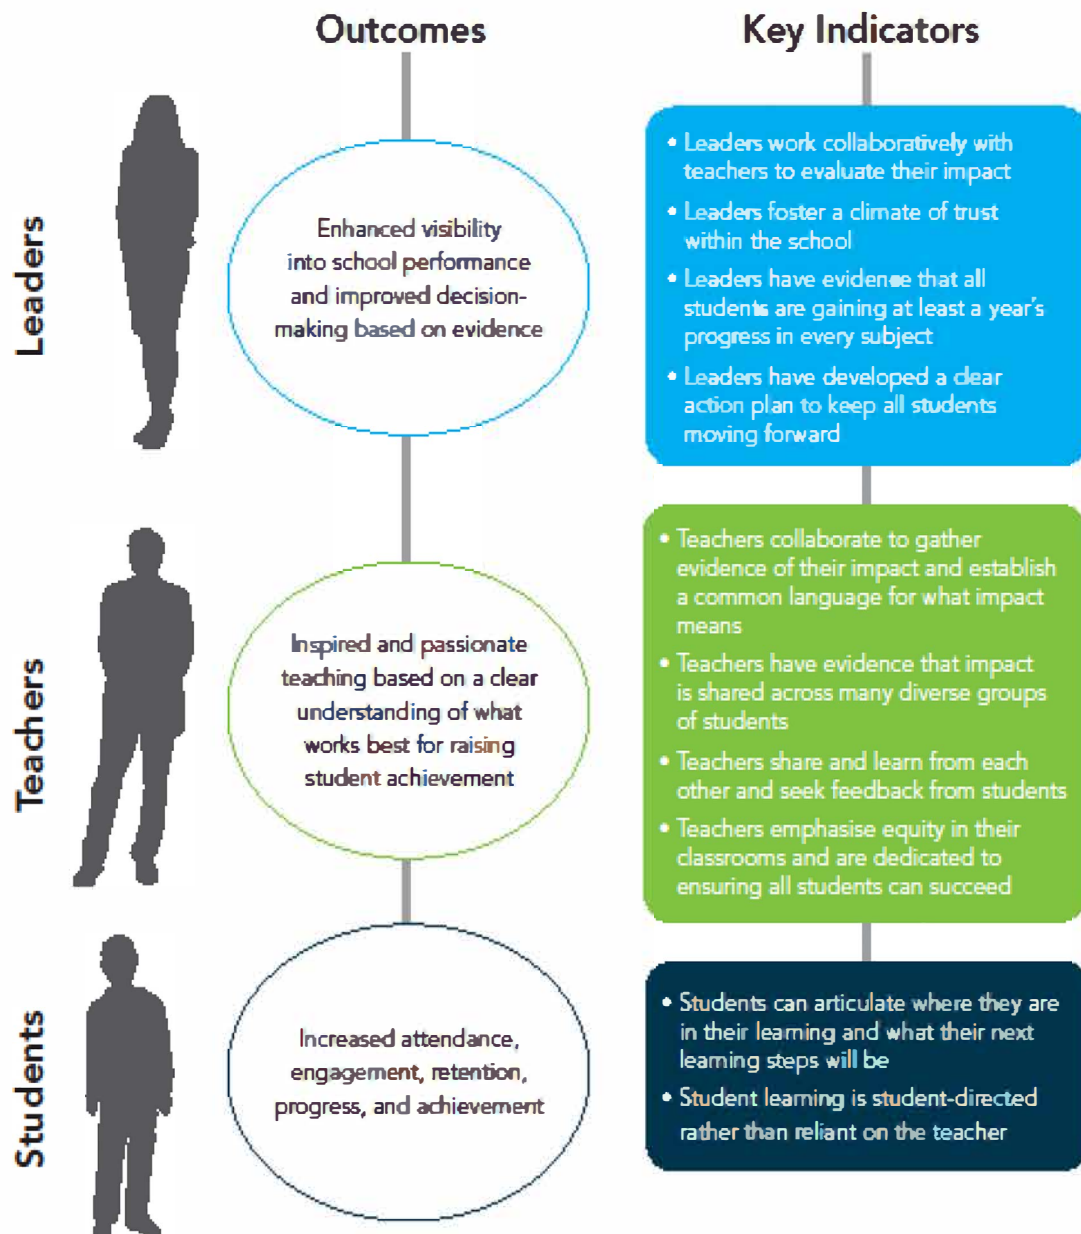 Outcomes
Key Indicators
Leaders
Enhanced visibility
into school performance
and improved decision-
making based on evidence
• Leaders work collaboratively with
teachers to evaluate their impact
• Leaders foster a climate of trust
within the school
• Leaders have evidence that all
students are gaining at least a year's
progress in every subject
• Leaders have developed a clear
action plan to keep all students
moving forward
Teachers
Inspired and passionate
teaching based on a clear
understanding of what
works best for raising
student achievement
• Teachers collaborate to gather
evidence of their impact and establish
a common language for what impact
means
• Teachers have evidence that impact
is shared across many diverse groups
of students
• Teachers share and learn from each
other and seek feedback from students
• Teachers emphasise equity in their
classrooms and are dedicated to
ensuring all students can succeed
Students
Increased attendance,
engagement, retention,
progress, and achievement
• Students can articulate where they are
in their learning and what their next
learning steps will be
• Student learning is student-directed
rather than reliant on the teacher